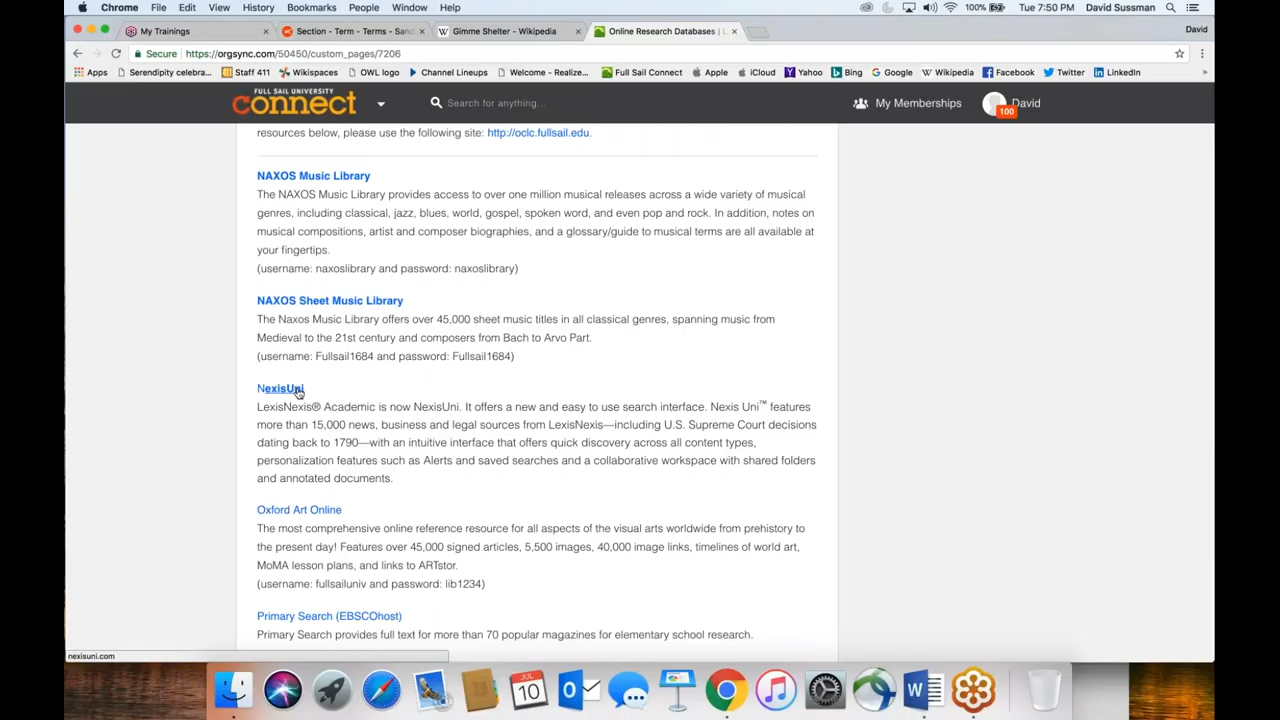 Chrome File Edit View History Bookmarks People Window Help 100% Tue 7:50 PM David Sussman
My Trainings Section - Term - Terms - Sand Gimme Shelter - Wikipedia Online Research Databases | L David
Secure https://orgsync.com/50450/custom_pages/7206
Apps Serendipity celebra... Staff 411 Wikispaces OWL logo Channel Lineups Welcome - Realize... Full Sail Connect Apple iCloud Yahoo Bing Google Wikipedia Facebook Twitter LinkedIn »
FULL SAIL UNIVERSITY
connect Search for anything... My Memberships David
100
resources below, please use the following site: http://oclc.fullsail.edu.
NAXOS Music Library
The NAXOS Music Library provides access to over one million musical releases across a wide variety of musical
genres, including classical, jazz, blues, world, gospel, spoken word, and even pop and rock. In addition, notes on
musical compositions, artist and composer biographies, and a glossary/guide to musical terms are all available at
your fingertips.
(username: naxoslibrary and password: naxoslibrary)
NAXOS Sheet Music Library
The Naxos Music Library offers over 45,000 sheet music titles in all classical genres, spanning music from
Medieval to the 21st century and composers from Bach to Arvo Part.
(username: Fullsail1684 and password: Fullsail1684)
NexisUni
LexisNexis® Academic is now NexisUni. It offers a new and easy to use search interface. Nexis Uni™ features
more than 15,000 news, business and legal sources from LexisNexis—including U.S. Supreme Court decisions
dating back to 1790—with an intuitive interface that offers quick discovery across all content types,
personalization features such as Alerts and saved searches and a collaborative workspace with shared folders
and annotated documents.
Oxford Art Online
The most comprehensive online reference resource for all aspects of the visual arts worldwide from prehistory to
the present day! Features over 45,000 signed articles, 5,500 images, 40,000 image links, timelines of world art,
MoMA lesson plans, and links to ARTstor.
(username: fullsailuniv and password: lib1234)
Primary Search (EBSCOhost)
Primary Search provides full text for more than 70 popular magazines for elementary school research.
nexisuni.com
JUL
10